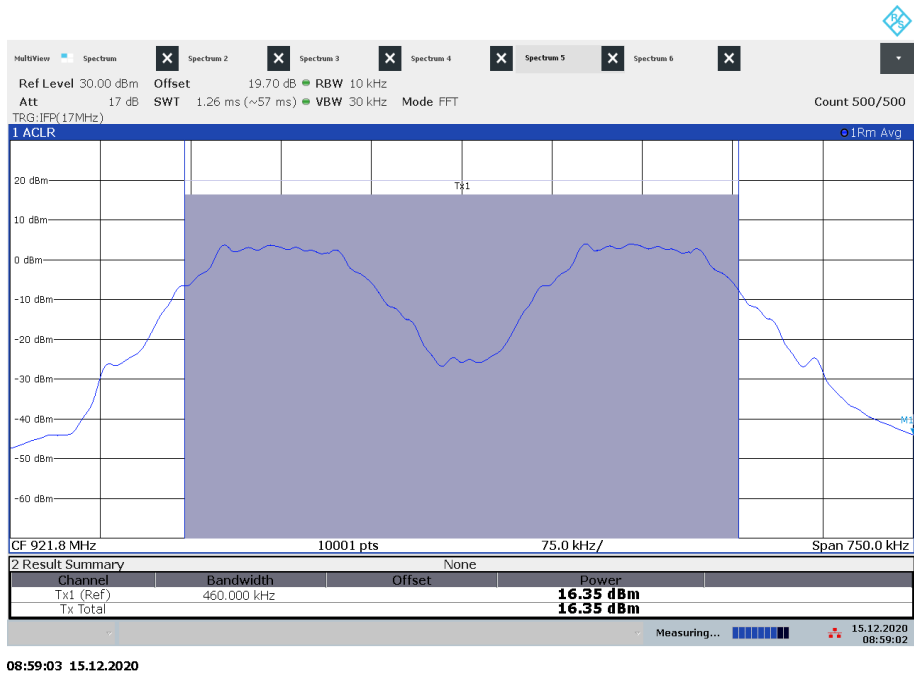 R&S
MultiView Spectrum Spectrum 2 Spectrum 3 Spectrum 4 Spectrum 5 Spectrum 6
Ref Level 30.00 dBm Offset 19.70 dB RBW 10 kHz
Att 17 dB SWT 1.26 ms (~57 ms) VBW 30 kHz Mode FFT Count 500/500
TRG:IFP(17MHz)
1 ACLR 1Rm Avg
Tx1
20 dBm
10 dBm
0 dBm
-10 dBm
-20 dBm
-30 dBm
-40 dBm
M1
-50 dBm
-60 dBm
CF 921.8 MHz 10001 pts 75.0 kHz/ Span 750.0 kHz
2 Result Summary None
Channel Bandwidth Offset Power
Tx1 (Ref) 460.000 kHz 16.35 dBm
Tx Total 16.35 dBm
Measuring... 15.12.2020
08:59:02
08:59:03 15.12.2020